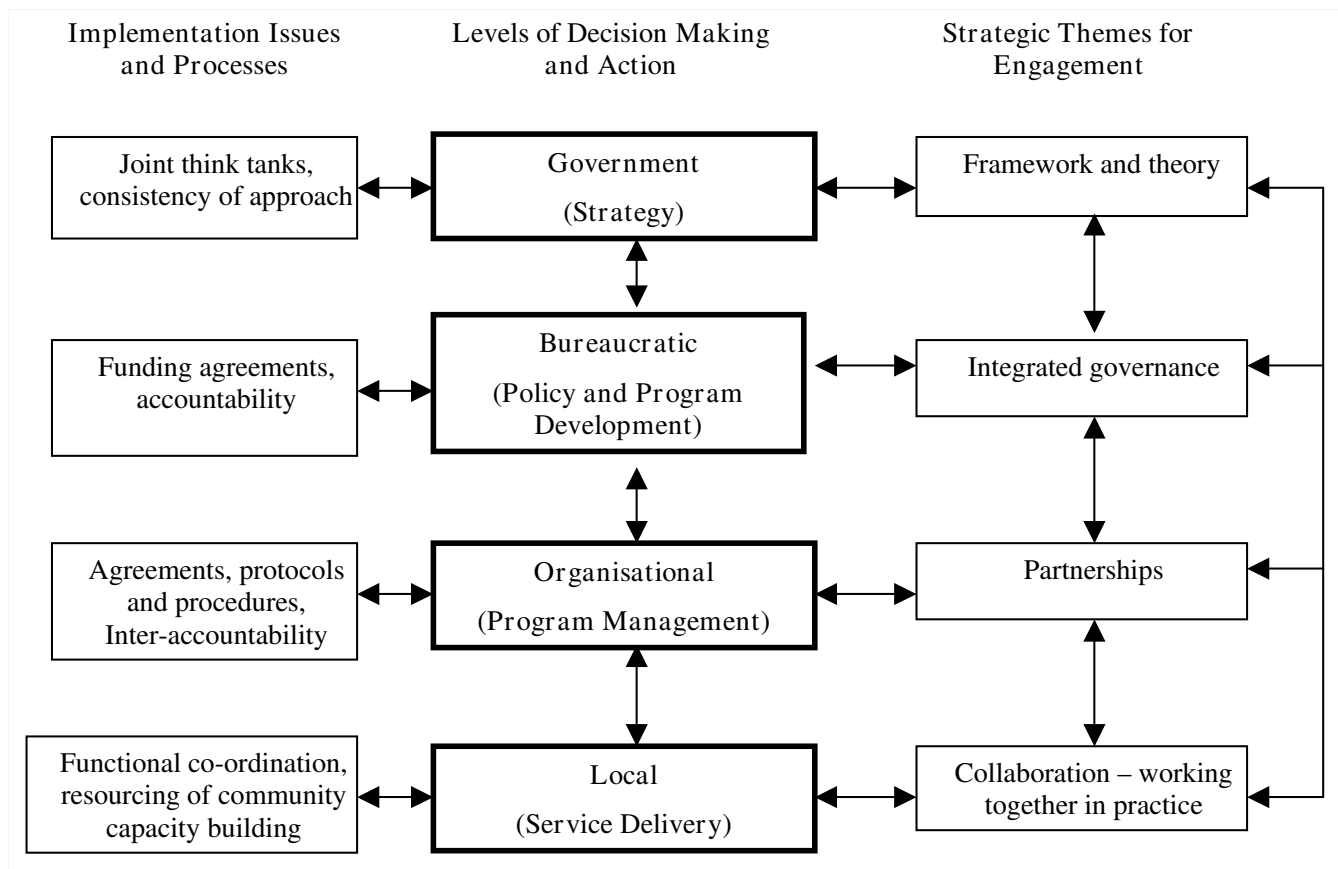 Implementation Issues
and Processes
Levels of Decision Making
and Action
Strategic Themes for
Engagement
Joint think tanks,
consistency of approach
Government
(Strategy)
Framework and theory
Funding agreements,
accountability
Bureaucratic
(Policy and Program
Development)
Integrated governance
Agreements, protocols
and procedures,
Inter-accountability
Organisational
(Program Management)
Partnerships
Functional co-ordination,
resourcing of community
capacity building
Local
(Service Delivery)
Collaboration – working
together in practice